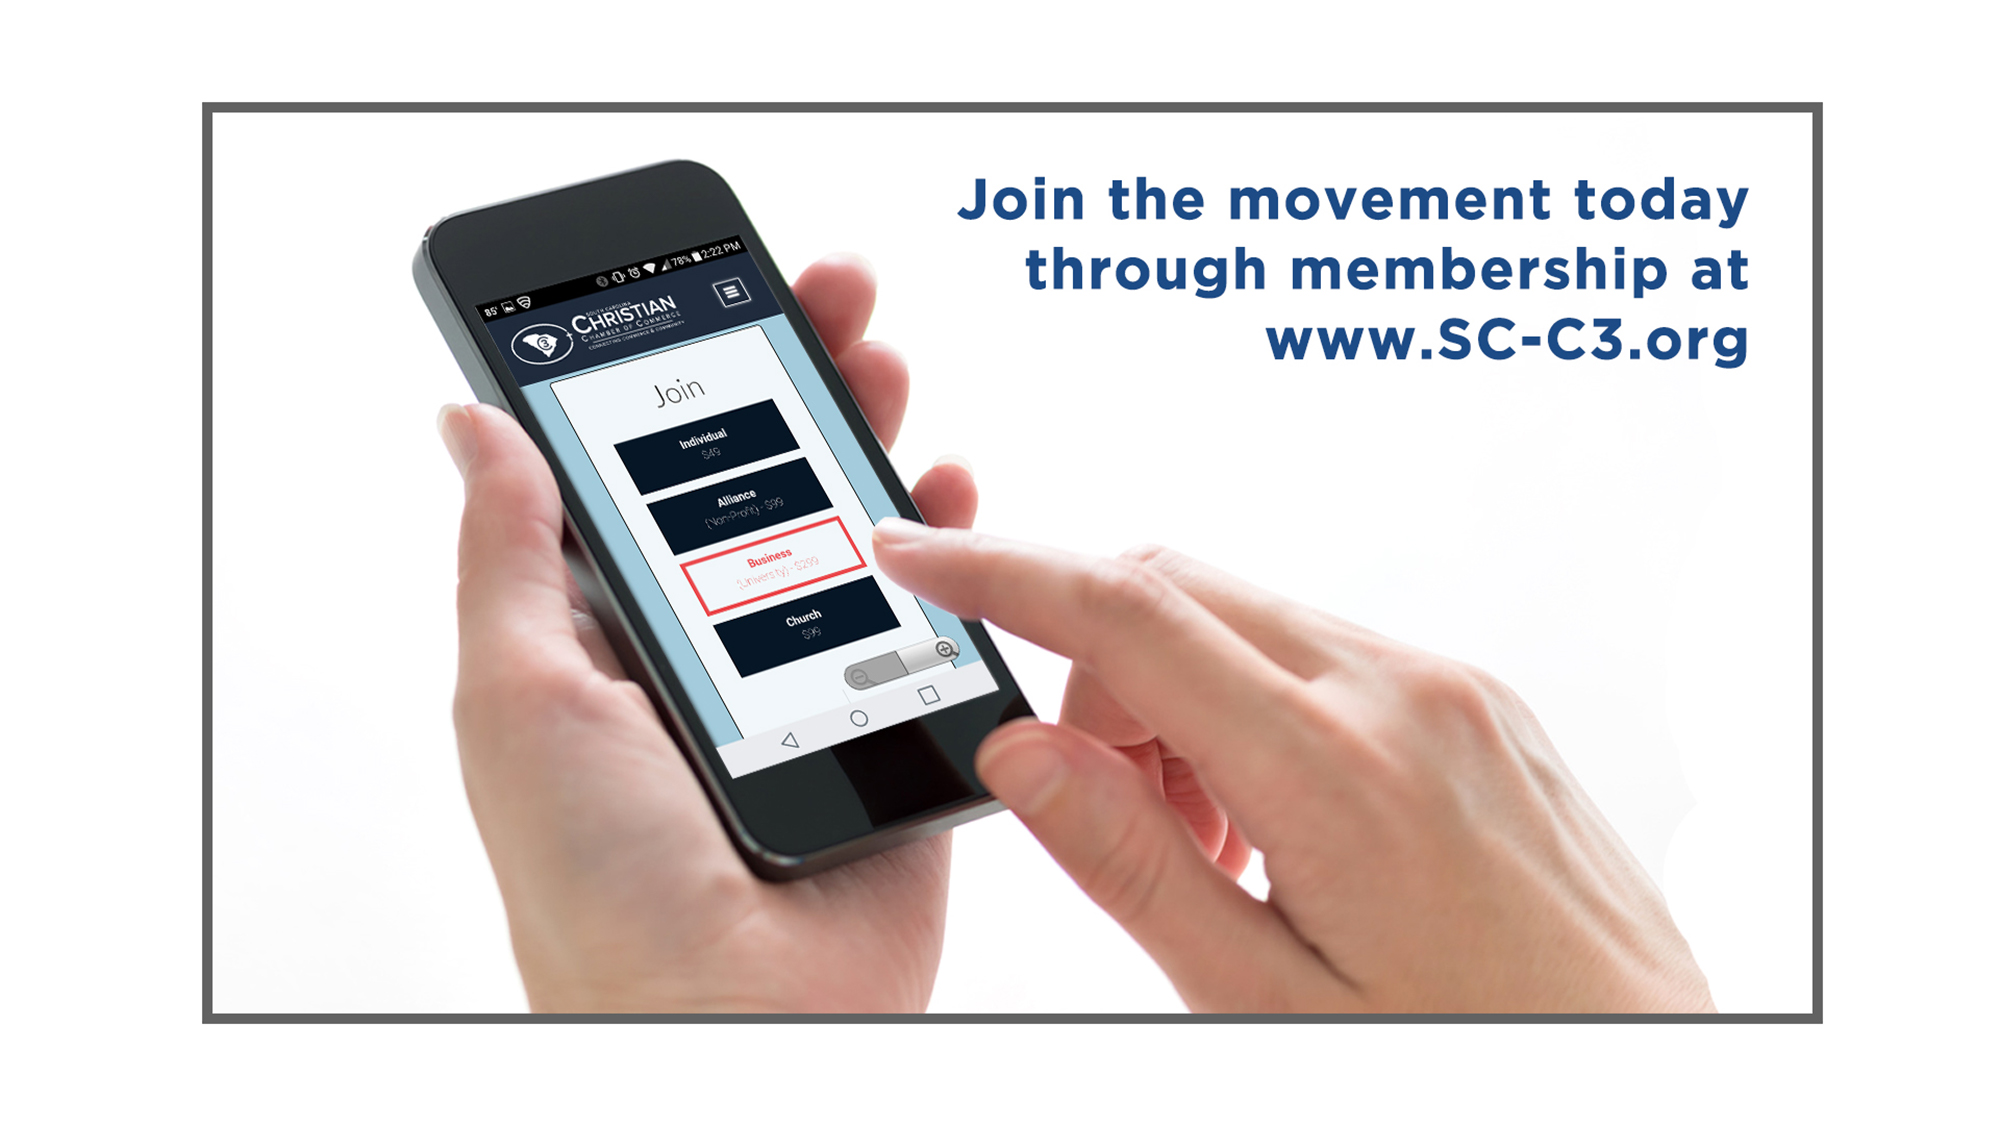 Join the movement today
through membership at
www.SC-C3.org
85°
78% 2:22 PM
SOUTH CAROLINA
CHRISTIAN
CHAMBER OF COMMERCE
CONNECTING COMMERCE & COMMUNITY
3
Join
Individual
$49
Alliance
(Non-Profit) - $99
Business
(University) - $299
Church
$99